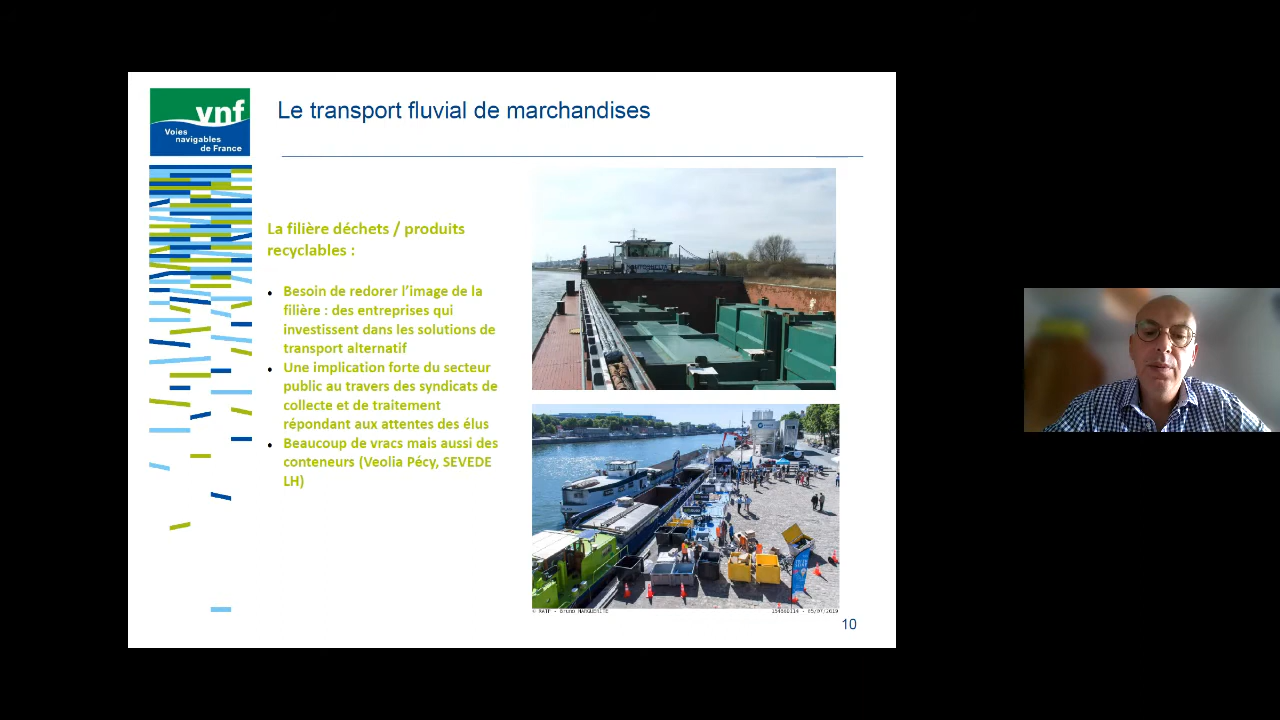 vnf
Voies
navigables
de France
Le transport fluvial de marchandises
La filière déchets / produits
recyclables :
• Besoin de redorer l'image de la
filière : des entreprises qui
investissent dans les solutions de
transport alternatif
• Une implication forte du secteur
public au travers des syndicats de
collecte et de traitement
répondant aux attentes des élus
• Beaucoup de vracs mais aussi des
conteneurs (Veolia Pécy, SEVEDE
LH)
© RATP - Bruno MARGUERITE
10